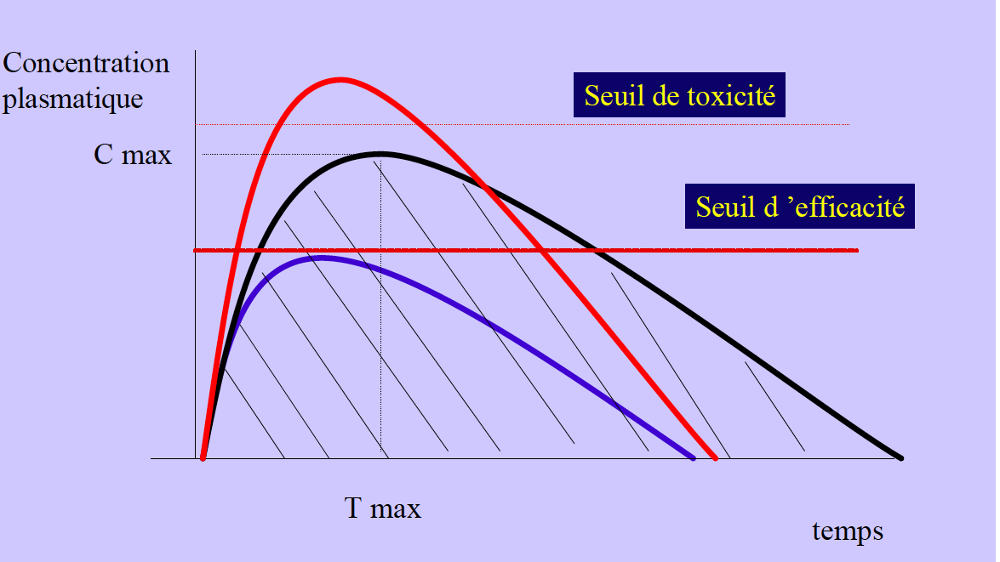 Concentration
plasmatique
Seuil de toxicité
C max
Seuil d ’efficacité
T max
temps